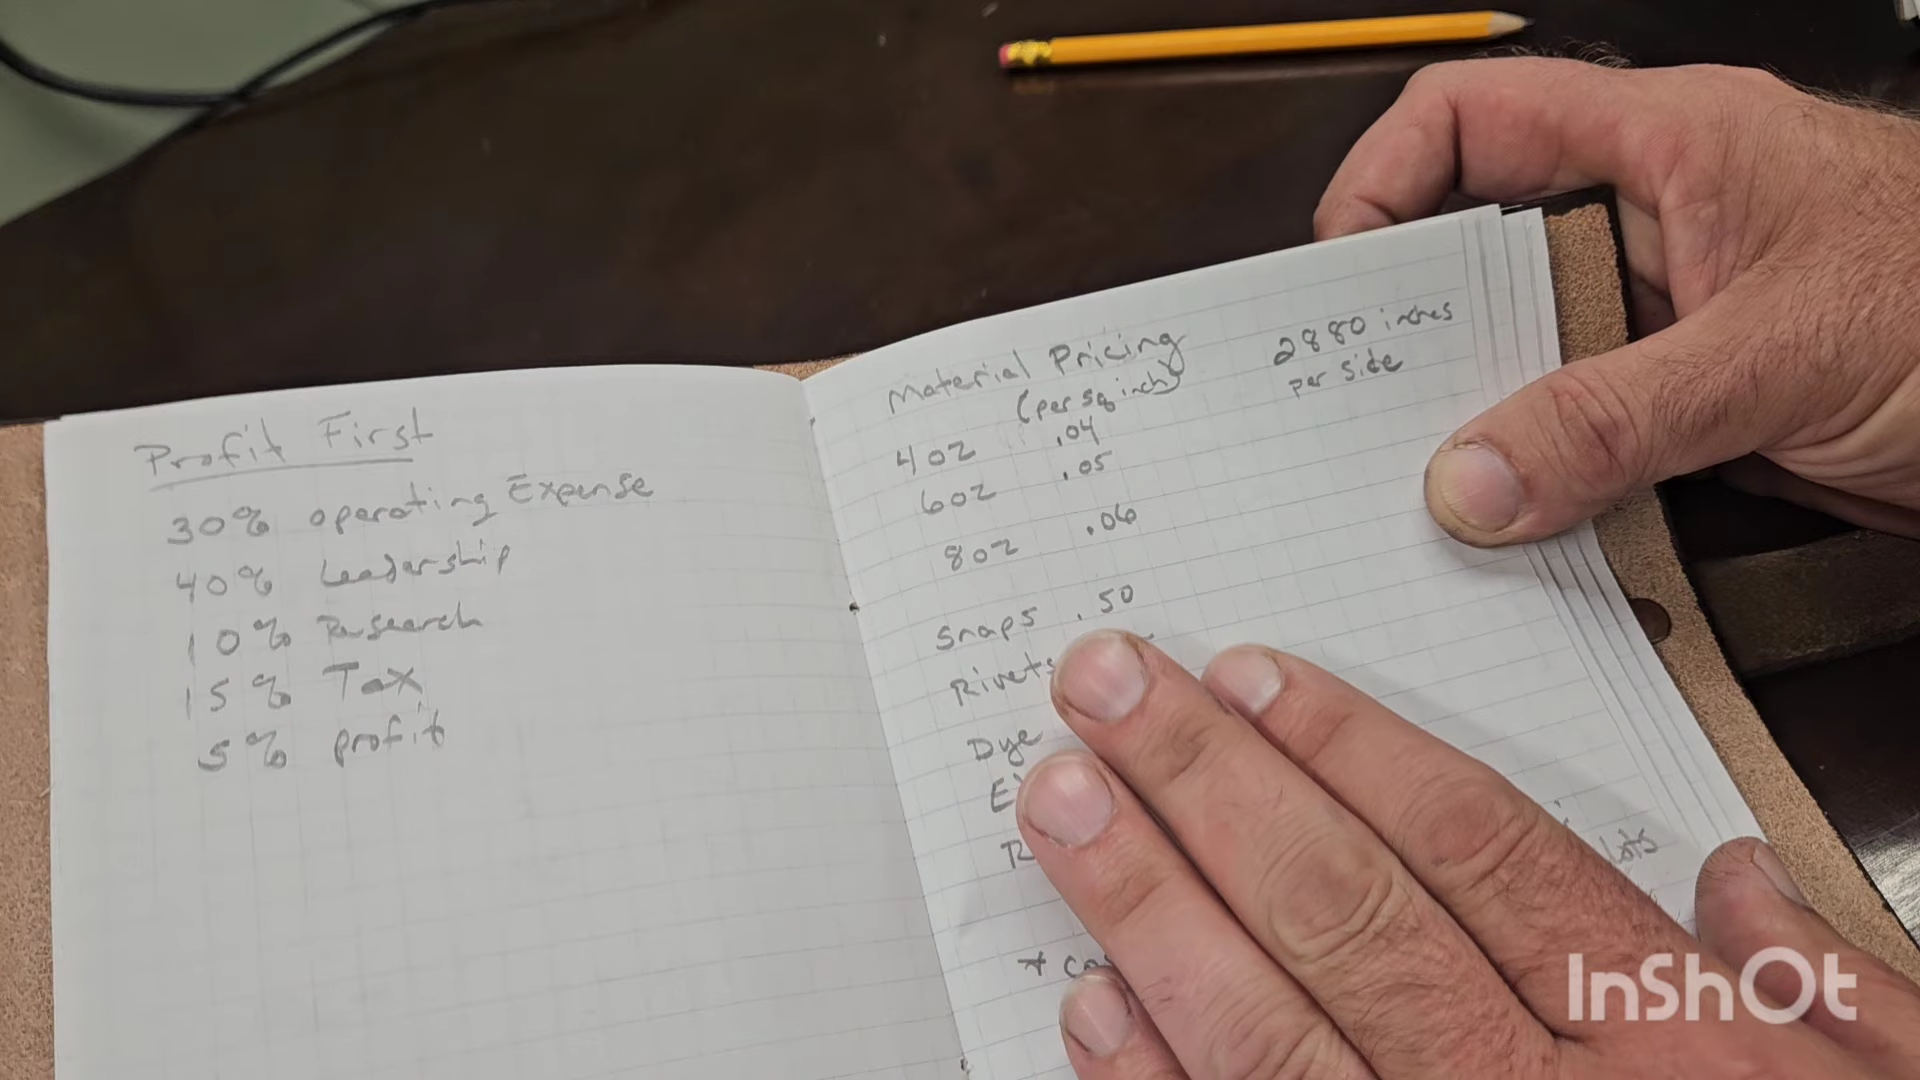 Profit First
30% operating Expense
40% Leadership
10% Research
15% Tax
5% profit
Material Pricing
(per sq inch)
2880 inches
per side
4oz .04
6oz .05
8oz .06
Snaps .50
Rivets
Dye
lots
InShOt